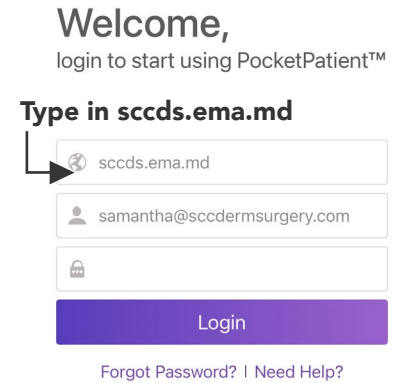 Welcome,
login to start using PocketPatient™
Type in sccds.ema.md
sccds.ema.md
samantha@sccdermsurgery.com
Login
Forgot Password? | Need Help?